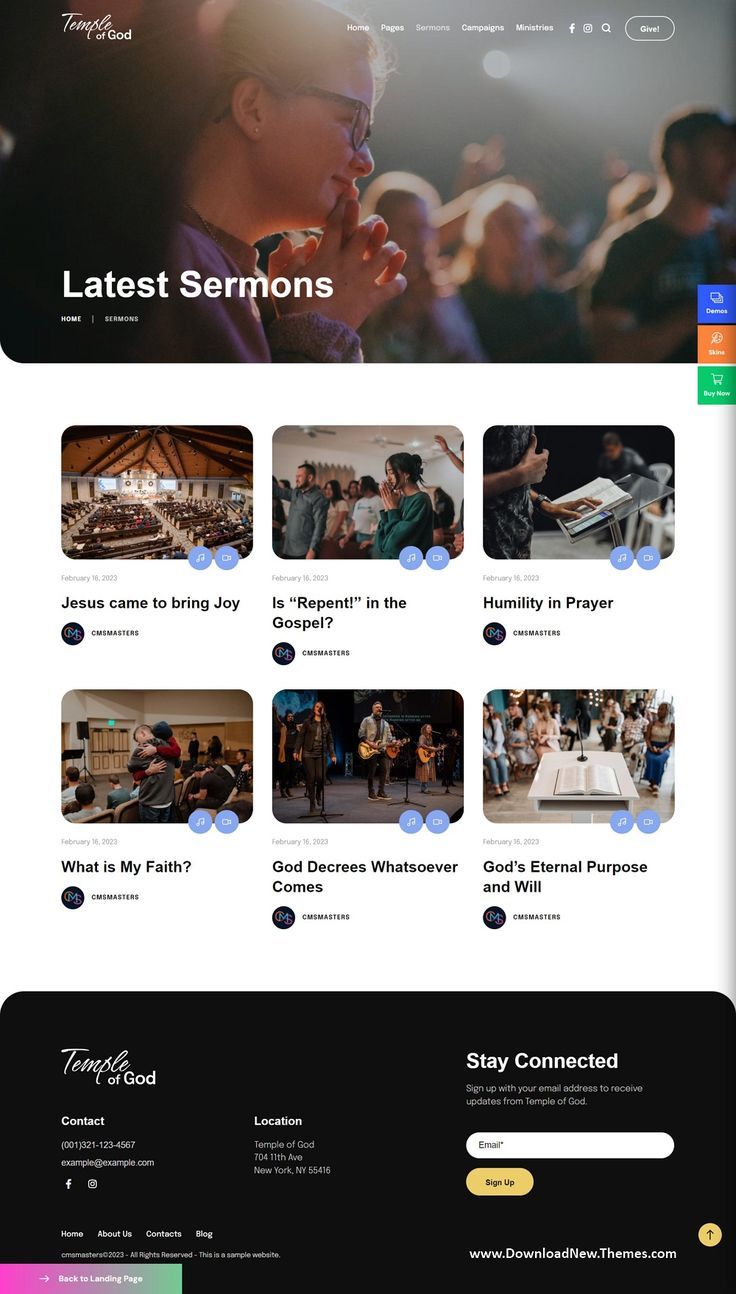 Temple of God
Home Pages Sermons Campaigns Ministries Give!
Latest Sermons
HOME | SERMONS
Demos
Skins
Buy Now
February 16, 2023
Jesus came to bring Joy
CMSMASTERS
February 16, 2023
Is “Repent!” in the
Gospel?
CMSMASTERS
February 16, 2023
Humility in Prayer
CMSMASTERS
February 16, 2023
What is My Faith?
CMSMASTERS
February 16, 2023
God Decrees Whatsoever
Comes
CMSMASTERS
February 16, 2023
God’s Eternal Purpose
and Will
CMSMASTERS
Temple of God
Contact
(001)321-123-4567
example@example.com
Location
Temple of God
704 11th Ave
New York, NY 55416
Stay Connected
Sign up with your email address to receive
updates from Temple of God.
Email*
Sign Up
Home About Us Contacts Blog
cmsmasters©2023 - All Rights Reserved - This is a sample website.
www.DownloadNew.Themes.com
Back to Landing Page